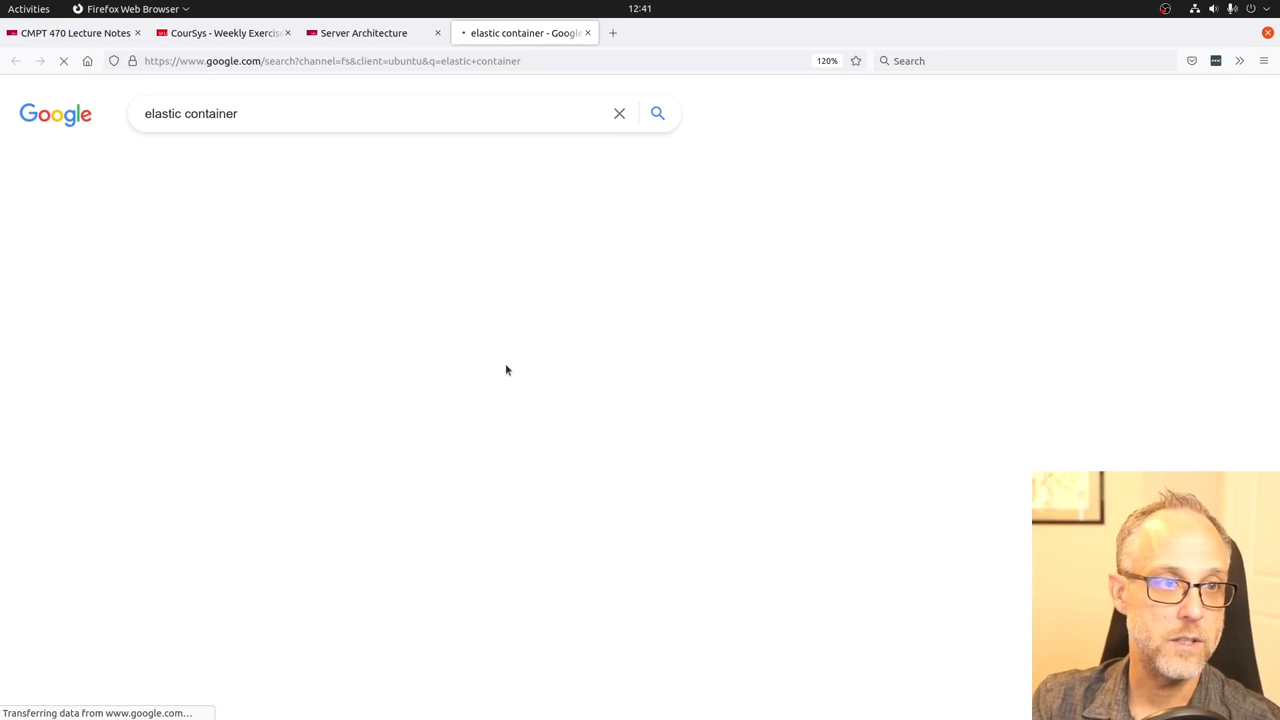 Activities
Firefox Web Browser
12:41
CMPT 470 Lecture Notes
CourSys - Weekly Exercis
Server Architecture
elastic container - Google
https://www.google.com/search?channel=fs&client=ubuntu&q=elastic+container
120%
Search
Google
elastic container
Transferring data from www.google.com…